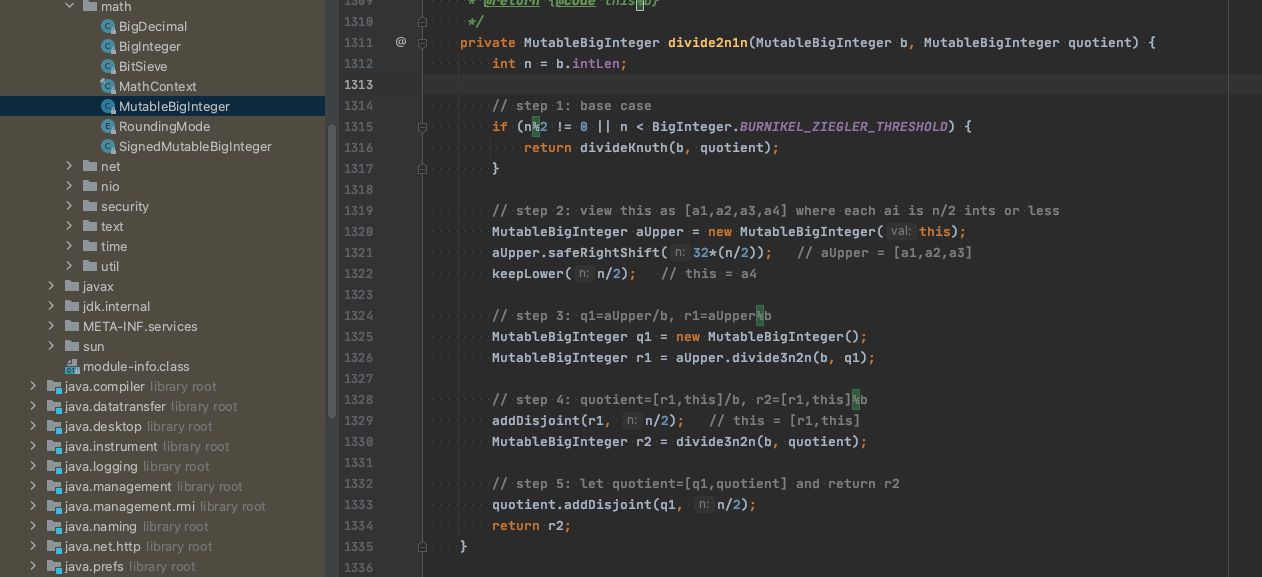 math
BigDecimal
BigInteger
BitSieve
MathContext
MutableBigInteger
RoundingMode
SignedMutableBigInteger
net
nio
security
text
time
util
javax
jdk.internal
META-INF.services
sun
module-info.class
java.compiler library root
java.datatransfer library root
java.desktop library root
java.instrument library root
java.logging library root
java.management library root
java.management.rmi library root
java.naming library root
java.net.http library root
java.prefs library root
1309 * @return {@code this%b}
1310 */
1311 @ private MutableBigInteger divide2n1n(MutableBigInteger b, MutableBigInteger quotient) {
1312 int n = b.intLen;
1313
1314 // step 1: base case
1315 if (n%2 != 0 || n < BigInteger.BURNIKEL_ZIEGLER_THRESHOLD) {
1316 return divideKnuth(b, quotient);
1317 }
1318
1319 // step 2: view this as [a1,a2,a3,a4] where each ai is n/2 ints or less
1320 MutableBigInteger aUpper = new MutableBigInteger( val: this);
1321 aUpper.safeRightShift( n: 32*(n/2)); // aUpper = [a1,a2,a3]
1322 keepLower( n: n/2); // this = a4
1323
1324 // step 3: q1=aUpper/b, r1=aUpper%b
1325 MutableBigInteger q1 = new MutableBigInteger();
1326 MutableBigInteger r1 = aUpper.divide3n2n(b, q1);
1327
1328 // step 4: quotient=[r1,this]/b, r2=[r1,this]%b
1329 addDisjoint(r1, n: n/2); // this = [r1,this]
1330 MutableBigInteger r2 = divide3n2n(b, quotient);
1331
1332 // step 5: let quotient=[q1,quotient] and return r2
1333 quotient.addDisjoint(q1, n: n/2);
1334 return r2;
1335 }
1336